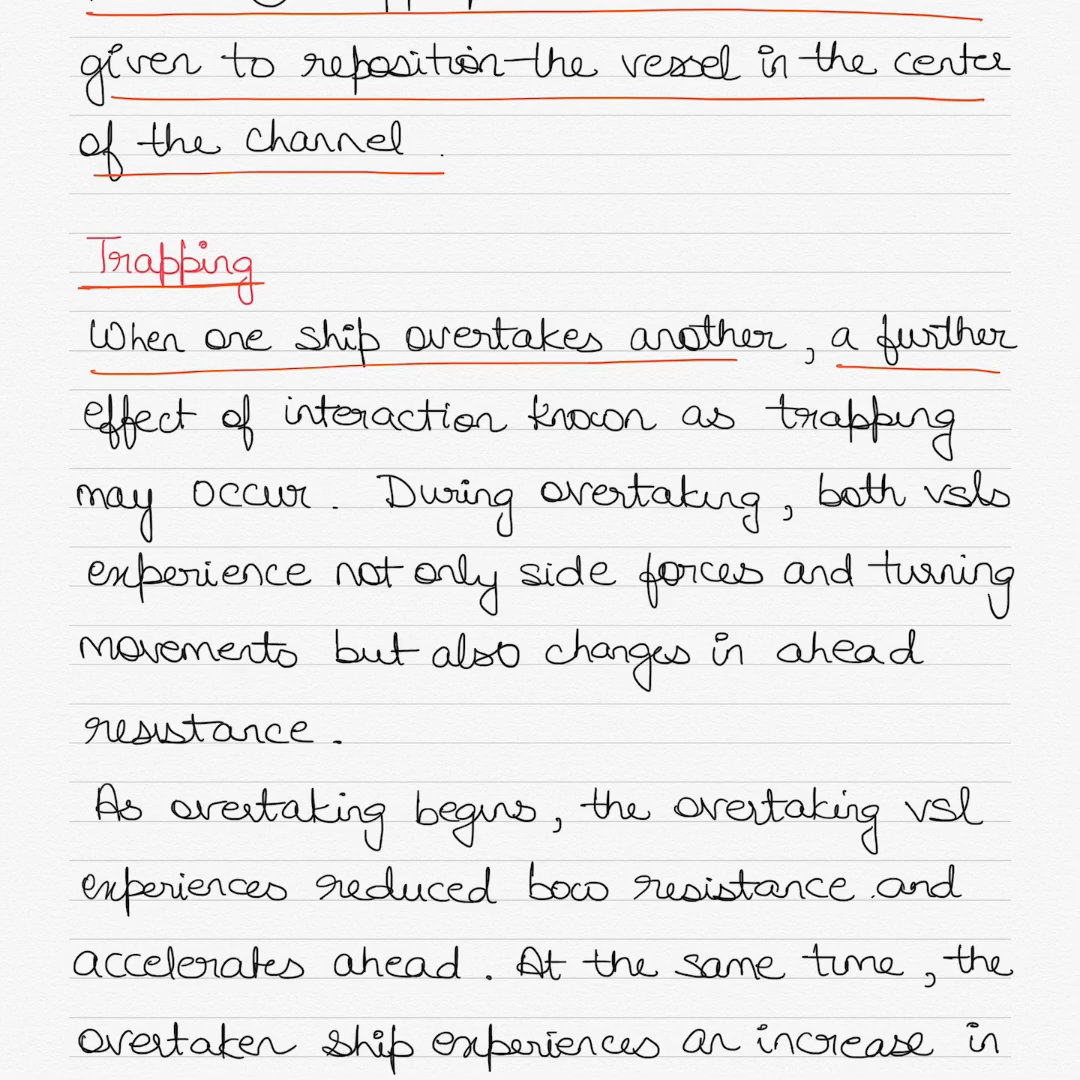 given to reposition the vessel in the center
of the channel.
Trapping
When one ship overtakes another, a further
effect of interaction known as trapping
may occur. During overtaking, both vsls
experience not only side forces and turning
movements but also changes in ahead
resistance.
As overtaking begins, the overtaking vsl
experiences reduced bow resistance and
accelerates ahead. At the same time, the
overtaken ship experiences an increase in